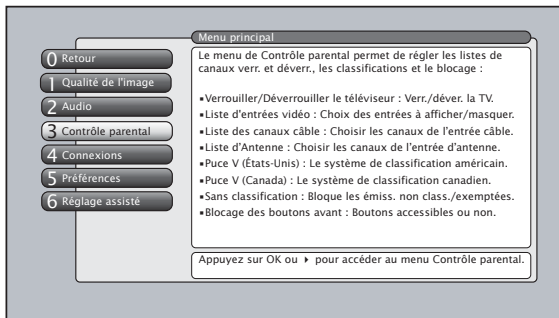 Menu principal
0 Retour
1 Qualité de l'image
2 Audio
3 Contrôle parental
4 Connexions
5 Préférences
6 Réglage assisté
Le menu de Contrôle parental permet de régler les listes de
canaux verr. et déverr., les classifications et le blocage :
▪Verrouiller/Déverrouiller le téléviseur : Verr./déver. la TV.
▪Liste d'entrées vidéo : Choix des entrées à afficher/masquer.
▪Liste des canaux câble : Choisir les canaux de l'entrée câble.
▪Liste d'Antenne : Choisir les canaux de l'entrée d'antenne.
▪Puce V (États-Unis) : Le système de classification américain.
▪Puce V (Canada) : Le système de classification canadien.
▪Sans classification : Bloque les émiss. non class./exemptées.
▪Blocage des boutons avant : Boutons accessibles ou non.
Appuyez sur OK ou ▸ pour accéder au menu Contrôle parental.